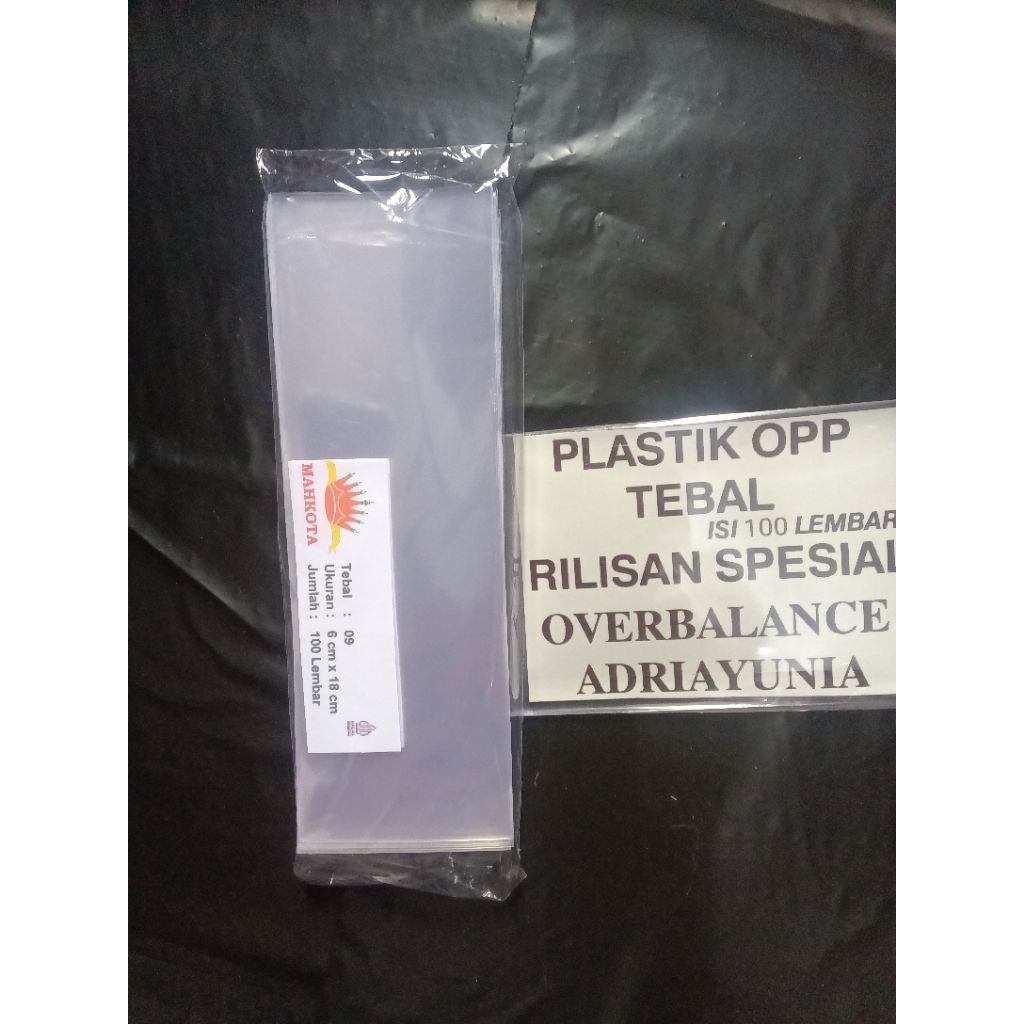 MAHKOTA
Tebal : 09
Ukuran : 6 cm x 18 cm
Jumlah : 100 Lembar
PLASTIK OPP
TEBAL
ISI 100 LEMBAR
RILISAN SPESIAL
OVERBALANCE
ADRIAYUNIA